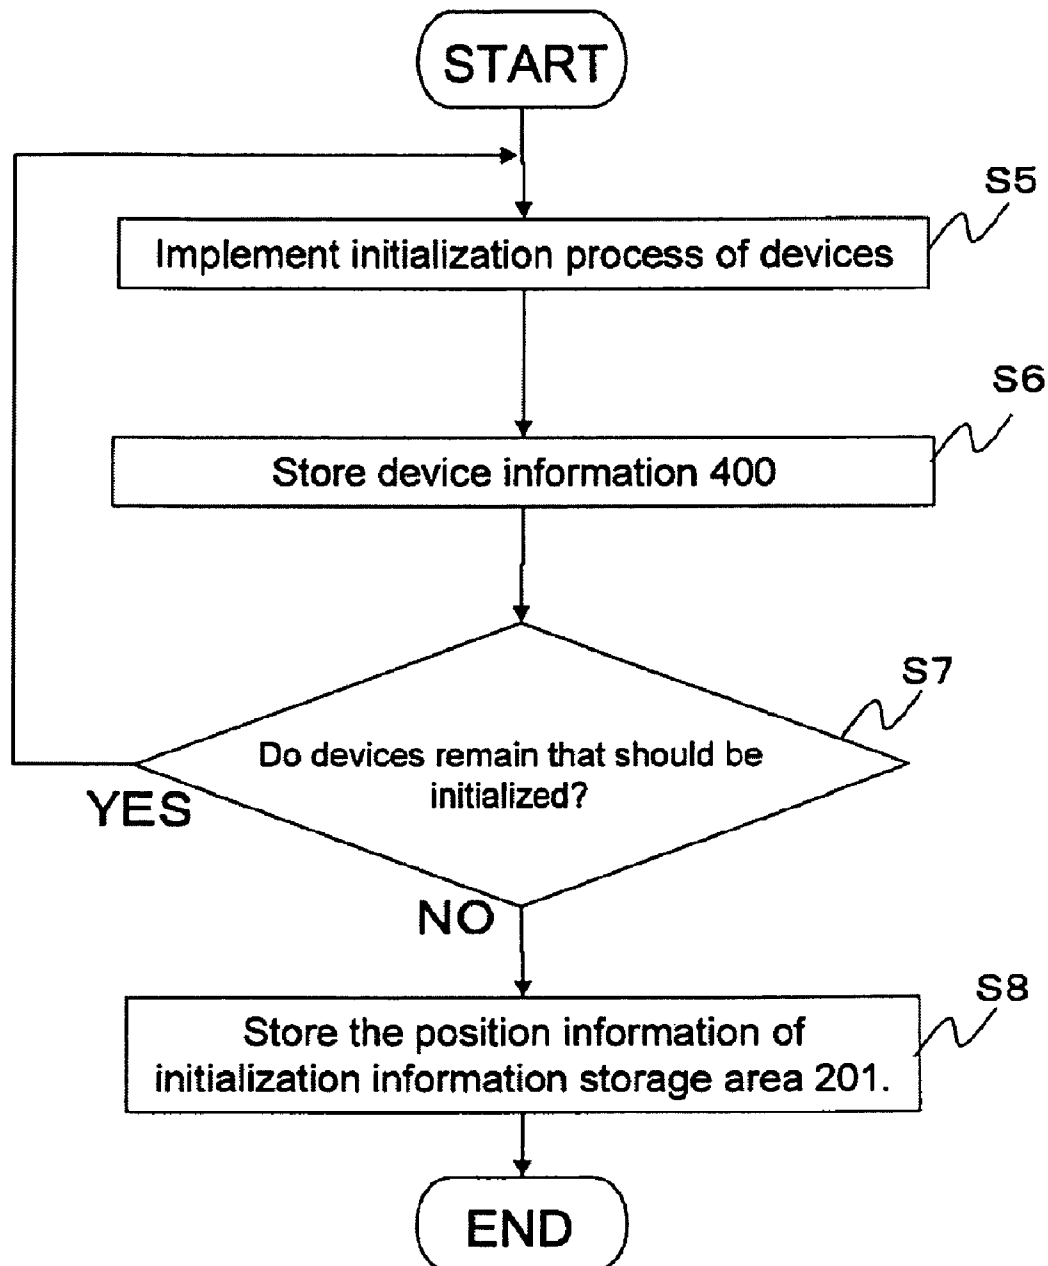 START
S5
Implement initialization process of devices
S6
Store device information 400
S7
Do devices remain that should be
initialized?
YES
NO
S8
Store the position information of
initialization information storage area 201.
END